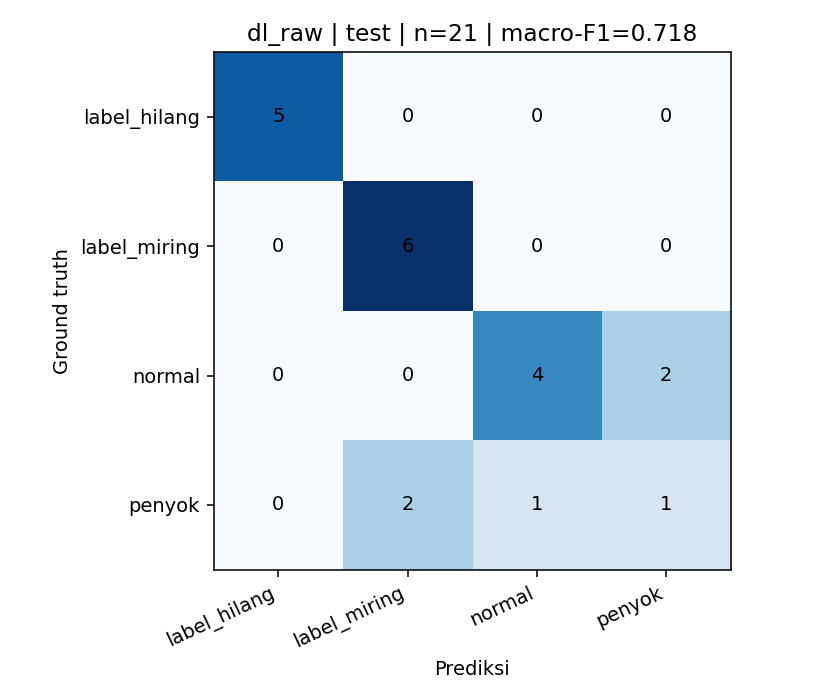 dl_raw | test | n=21 | macro-F1=0.718
Ground truth
label_hilang 5 0 0 0
label_miring 0 6 0 0
normal 0 0 4 2
penyok 0 2 1 1
label_hilang label_miring normal penyok
Prediksi